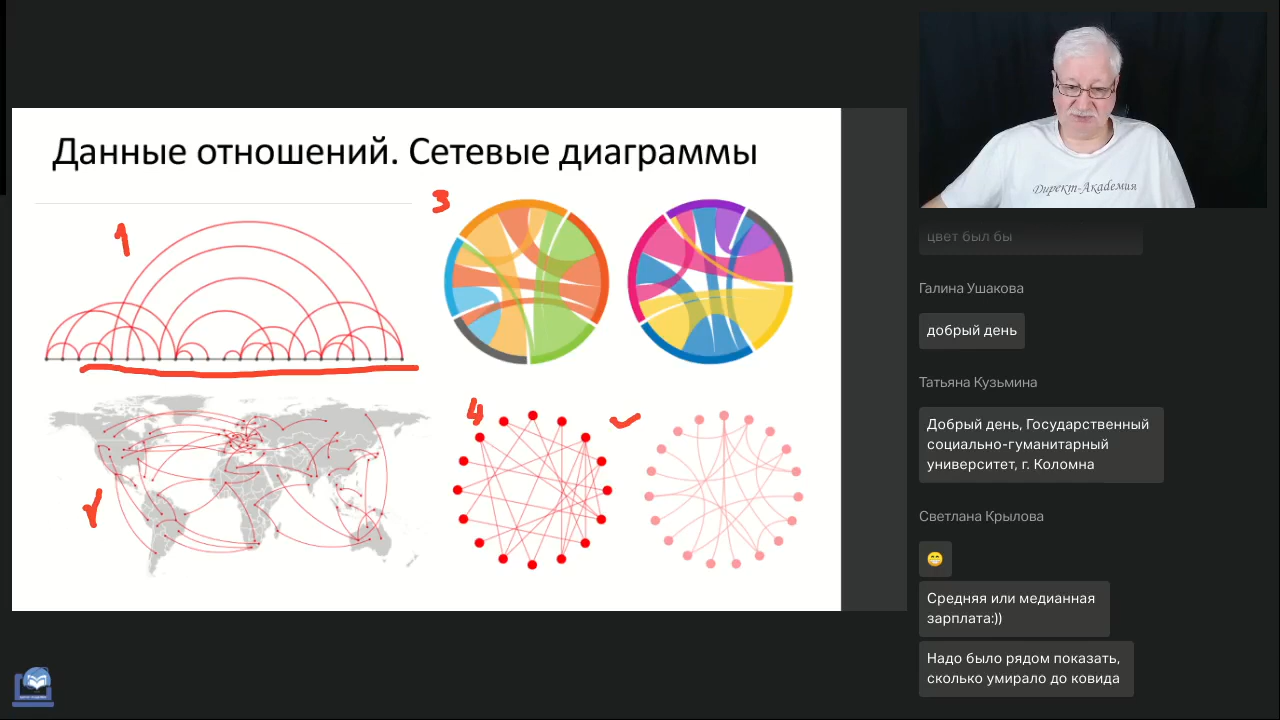 Данные отношений. Сетевые диаграммы
1
3
4
Директ-Академия
цвет был бы
Галина Ушакова
добрый день
Татьяна Кузьмина
Добрый день, Государственный
социально-гуманитарный
университет, г. Коломна
Светлана Крылова
😁
Средняя или медианная
зарплата:))
Надо было рядом показать,
сколько умирало до ковида